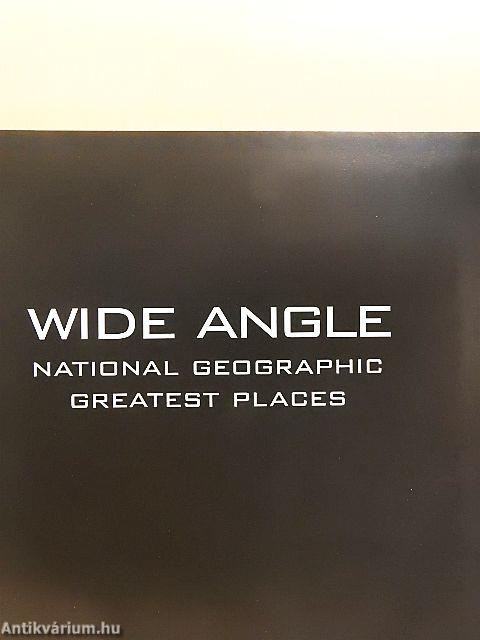 WIDE ANGLE
NATIONAL GEOGRAPHIC
GREATEST PLACES
Antikvárium.hu